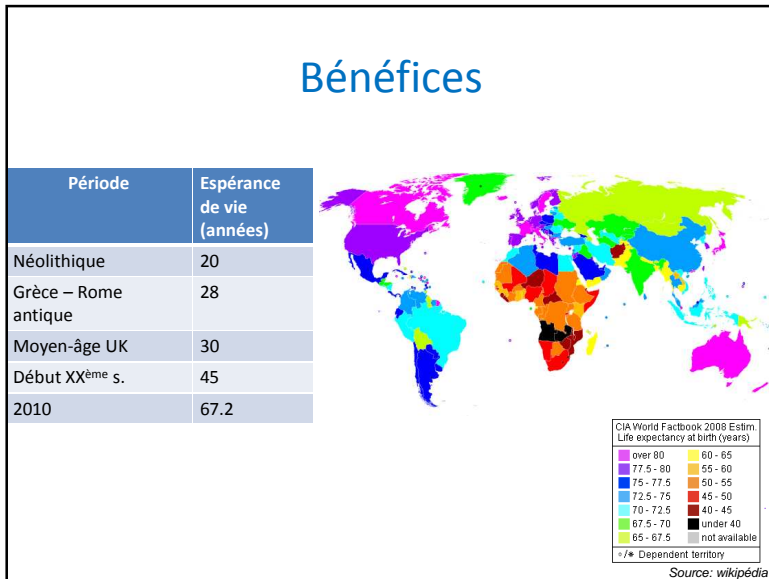 Bénéfices
Période
Espérance
de vie
(années)
Néolithique
20
Grèce – Rome
antique
28
Moyen-âge UK
30
Début XXème s.
45
2010
67.2
CIA World Factbook 2008 Estim.
Life expectancy at birth (years)
over 80
77.5 - 80
75 - 77.5
72.5 - 75
70 - 72.5
67.5 - 70
65 - 67.5
60 - 65
55 - 60
50 - 55
45 - 50
40 - 45
under 40
not available
∘/* Dependent territory
Source: wikipédia